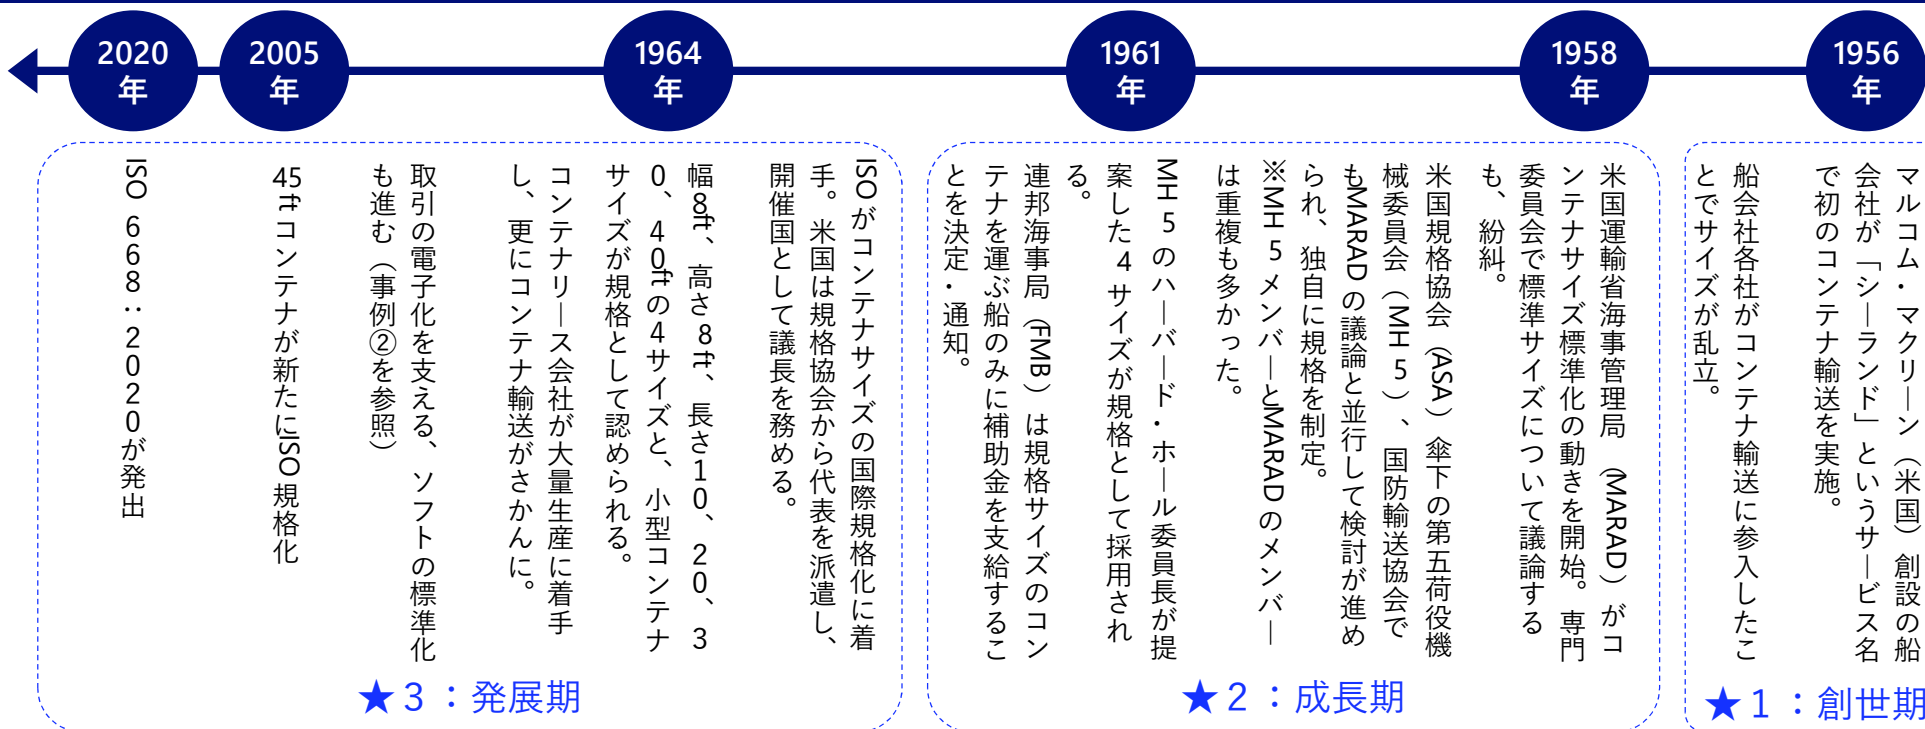 1956
年
マルコム・マクリーン（米国）創設の船
会社が「シーランド」というサービス名
で初のコンテナ輸送を実施。
船会社各社がコンテナ輸送に参入したこ
とでサイズが乱立。
★１：創世期
1958
年
米国運輸省海事管理局（MARAD）がコ
ンテナサイズ標準化の動きを開始。専門
委員会で標準サイズについて議論する
も、紛糾。
米国規格協会（ASA）傘下の第五荷役機
械委員会（MH５）、国防輸送協会で
もMARADの議論と並行して検討が進め
られ、独自に規格を制定。
※MH５メンバーとMARADのメンバー
は重複も多かった。
1961
年
MH５のハーバード・ホール委員長が提
案した４サイズが規格として採用され
る。
連邦海事局（FMB）は規格サイズのコン
テナを運ぶ船のみに補助金を支給するこ
とを決定・通知。
★２：成長期
1964
年
ISOがコンテナサイズの国際規格化に着
手。米国は規格協会から代表を派遣し、
開催国として議長を務める。
幅8ft、高さ８ft、長さ10、20、3
0、40ftの4サイズと、小型コンテナ
サイズが規格として認められる。
コンテナリース会社が大量生産に着手
し、更にコンテナ輸送がさかんに。
取引の電子化を支える、ソフトの標準化
も進む（事例②を参照）
2005
年
45ftコンテナが新たにISO規格化
2020
年
ISO 668：2020が発出
★３：発展期